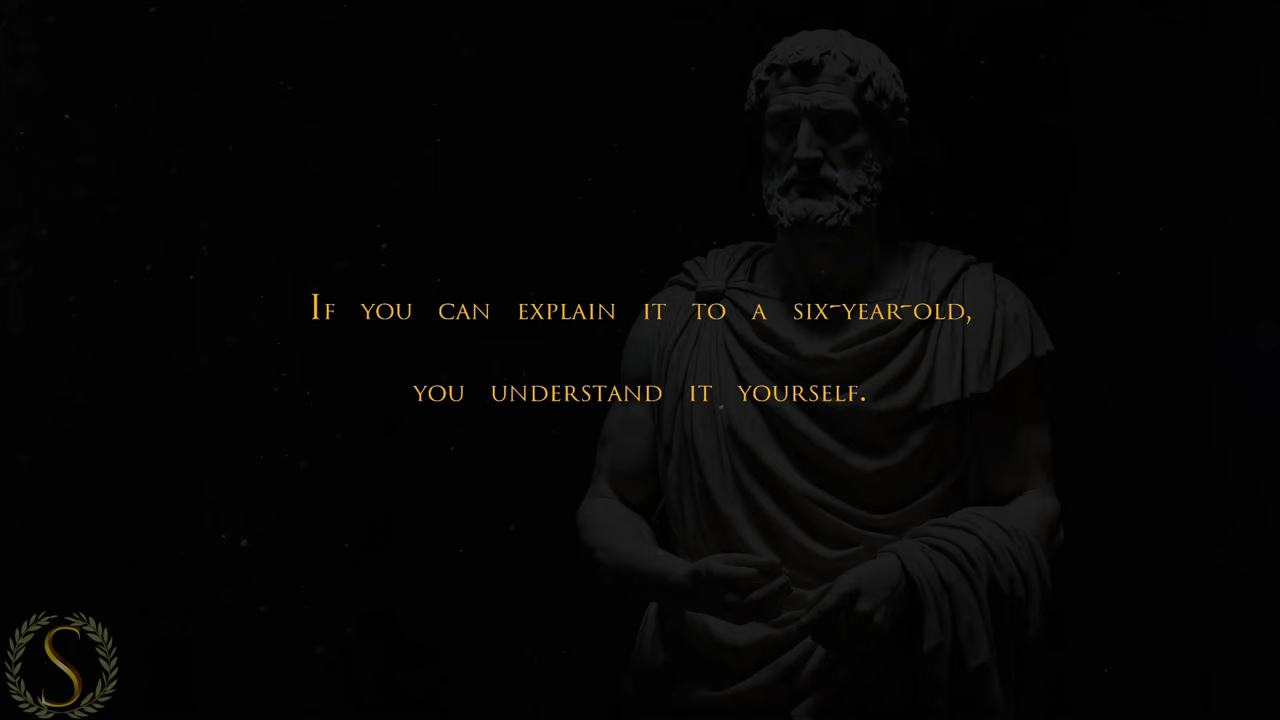 If you can explain it to a six-year-old,
you understand it yourself.
S